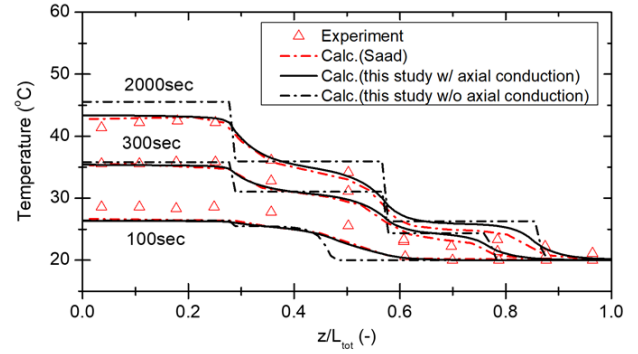 60
50
40
30
20
10
Temperature (°C)
Experiment
Calc.(Saad)
Calc.(this study w/ axial conduction)
Calc.(this study w/o axial conduction)
2000sec
300sec
100sec
0.0 0.2 0.4 0.6 0.8 1.0
z/L_tot (-)